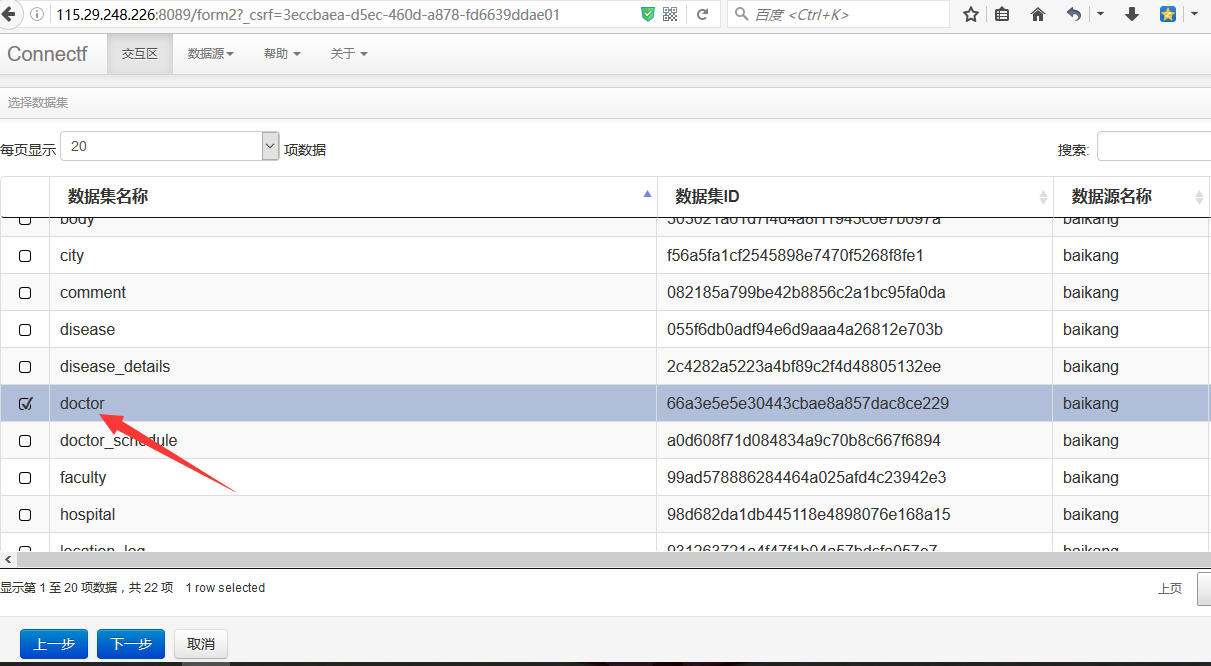 115.29.248.226:8089/form2?_csrf=3eccbaea-d5ec-460d-a878-fd6639ddae01 百度 <Ctrl+K>
Connectf 交互区 数据源 帮助 关于
选择数据集
每页显示 20 项数据 搜索:
数据集名称 数据集ID 数据源名称
body 303021a61d7f4d4a8f11943c6e7b097a baikang
city f56a5fa1cf2545898e7470f5268f8fe1 baikang
comment 082185a799be42b8856c2a1bc95fa0da baikang
disease 055f6db0adf94e6d9aaa4a26812e703b baikang
disease_details 2c4282a5223a4bf89c2f4d48805132ee baikang
doctor 66a3e5e5e30443cbae8a857dac8ce229 baikang
doctor_schedule a0d608f71d084834a9c70b8c667f6894 baikang
faculty 99ad578886284464a025afd4c23942e3 baikang
hospital 98d682da1db445118e4898076e168a15 baikang
location_log baikang
显示第 1 至 20 项数据，共 22 项 1 row selected 上页
上一步 下一步 取消